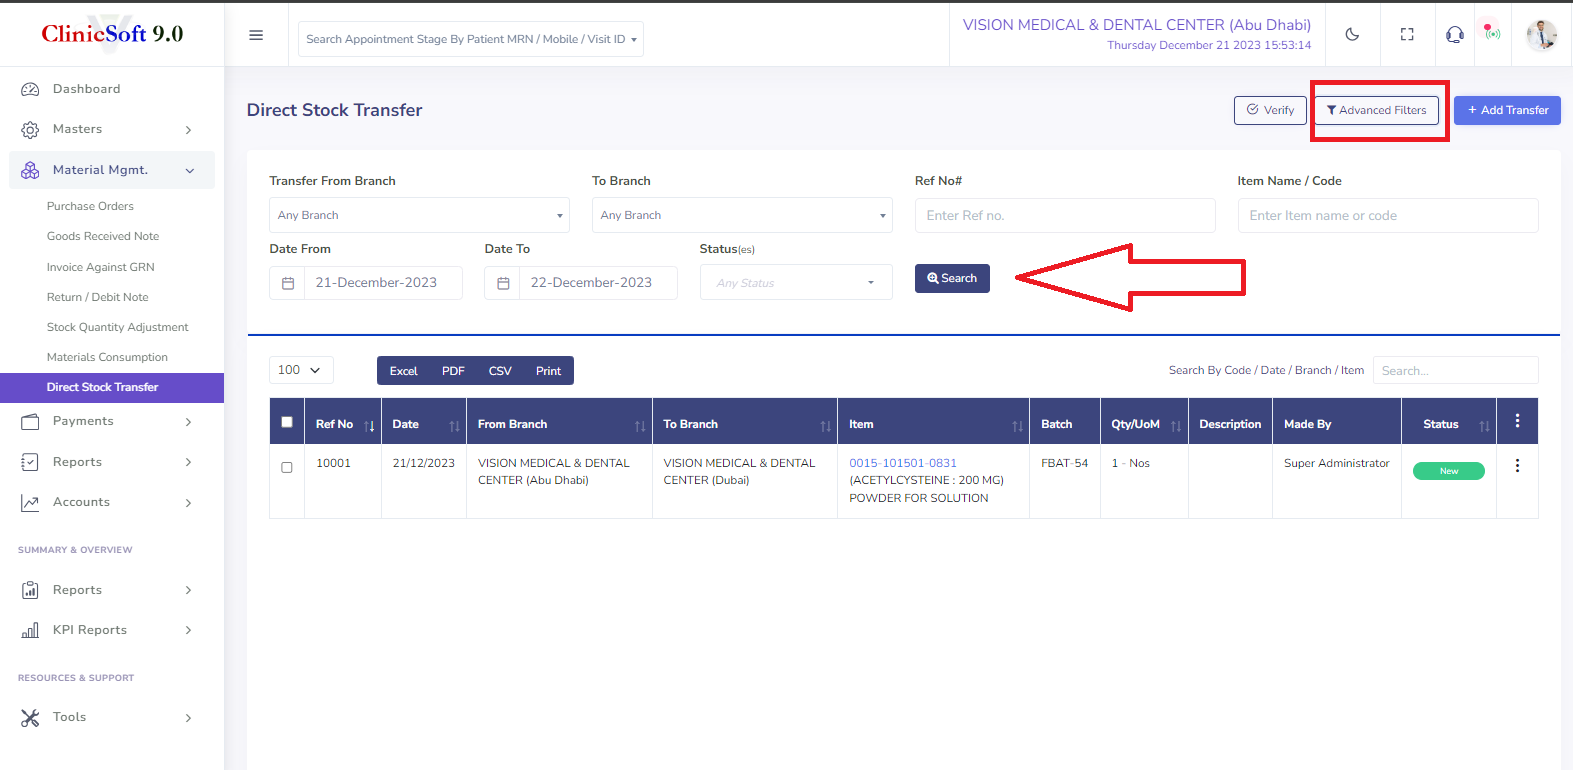 ClinicSoft 9.0
Search Appointment Stage By Patient MRN / Mobile / Visit ID
VISION MEDICAL & DENTAL CENTER (Abu Dhabi)
Thursday December 21 2023 15:53:14
Dashboard
Masters
Material Mgmt.
Purchase Orders
Goods Received Note
Invoice Against GRN
Return / Debit Note
Stock Quantity Adjustment
Materials Consumption
Direct Stock Transfer
Payments
Reports
Accounts
SUMMARY & OVERVIEW
Reports
KPI Reports
RESOURCES & SUPPORT
Tools
Direct Stock Transfer
Verify
Advanced Filters
+ Add Transfer
Transfer From Branch
To Branch
Ref No#
Item Name / Code
Any Branch
Any Branch
Enter Ref no.
Enter Item name or code
Date From
Date To
Status(es)
21-December-2023
22-December-2023
Any Status
Search
100
Excel PDF CSV Print
Search By Code / Date / Branch / Item
Search...
Ref No Date From Branch To Branch Item Batch Qty/UoM Description Made By Status
10001
21/12/2023
VISION MEDICAL & DENTAL
CENTER (Abu Dhabi)
VISION MEDICAL & DENTAL
CENTER (Dubai)
0015-101501-0831
(ACETYLCYSTEINE : 200 MG)
POWDER FOR SOLUTION
FBAT-54
1 - Nos
Super Administrator
New